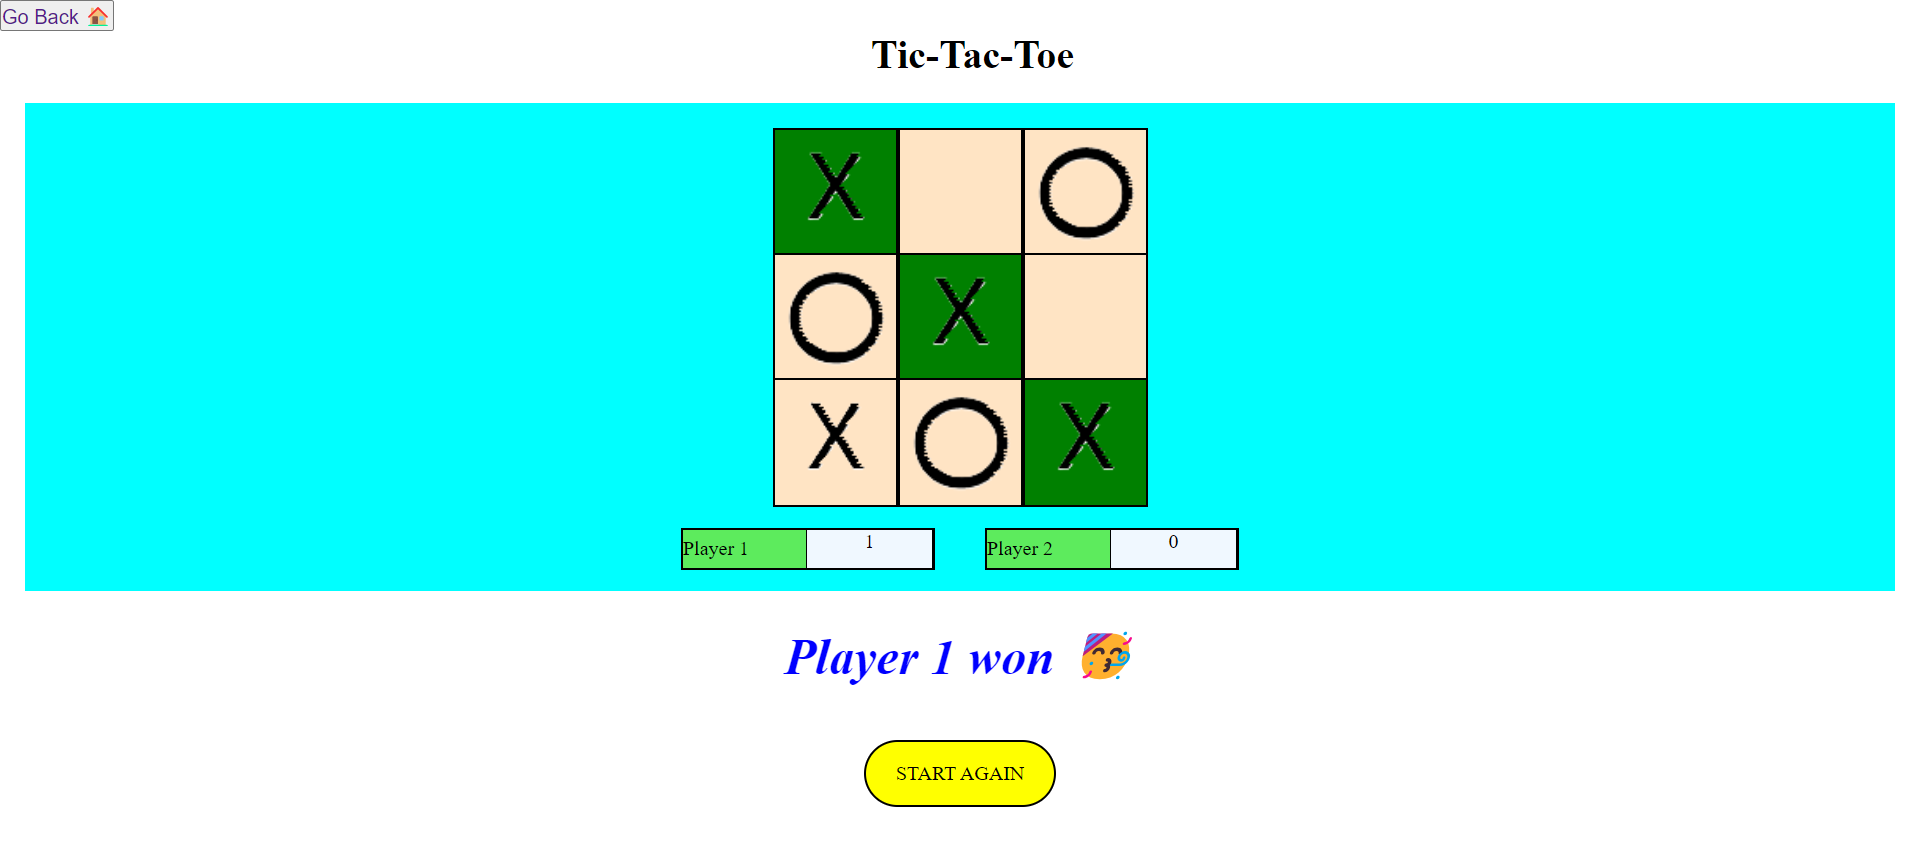 Go Back 🏠
Tic-Tac-Toe
X O
O X
X O X
Player 1 1 Player 2 0
Player 1 won 🥳
START AGAIN